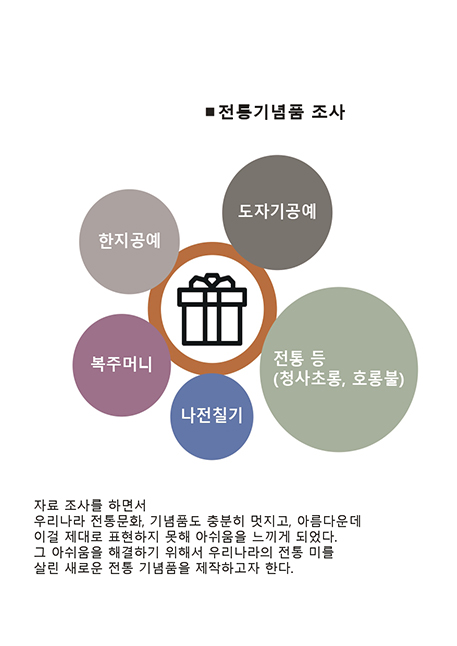 ■전통기념품 조사
도자기공예
한지공예
복주머니
전통 등
(청사초롱, 호롱불)
나전칠기
자료 조사를 하면서
우리나라 전통문화, 기념품도 충분히 멋지고, 아름다운데
이걸 제대로 표현하지 못해 아쉬움을 느끼게 되었다.
그 아쉬움을 해결하기 위해서 우리나라의 전통 미를
살린 새로운 전통 기념품을 제작하고자 한다.